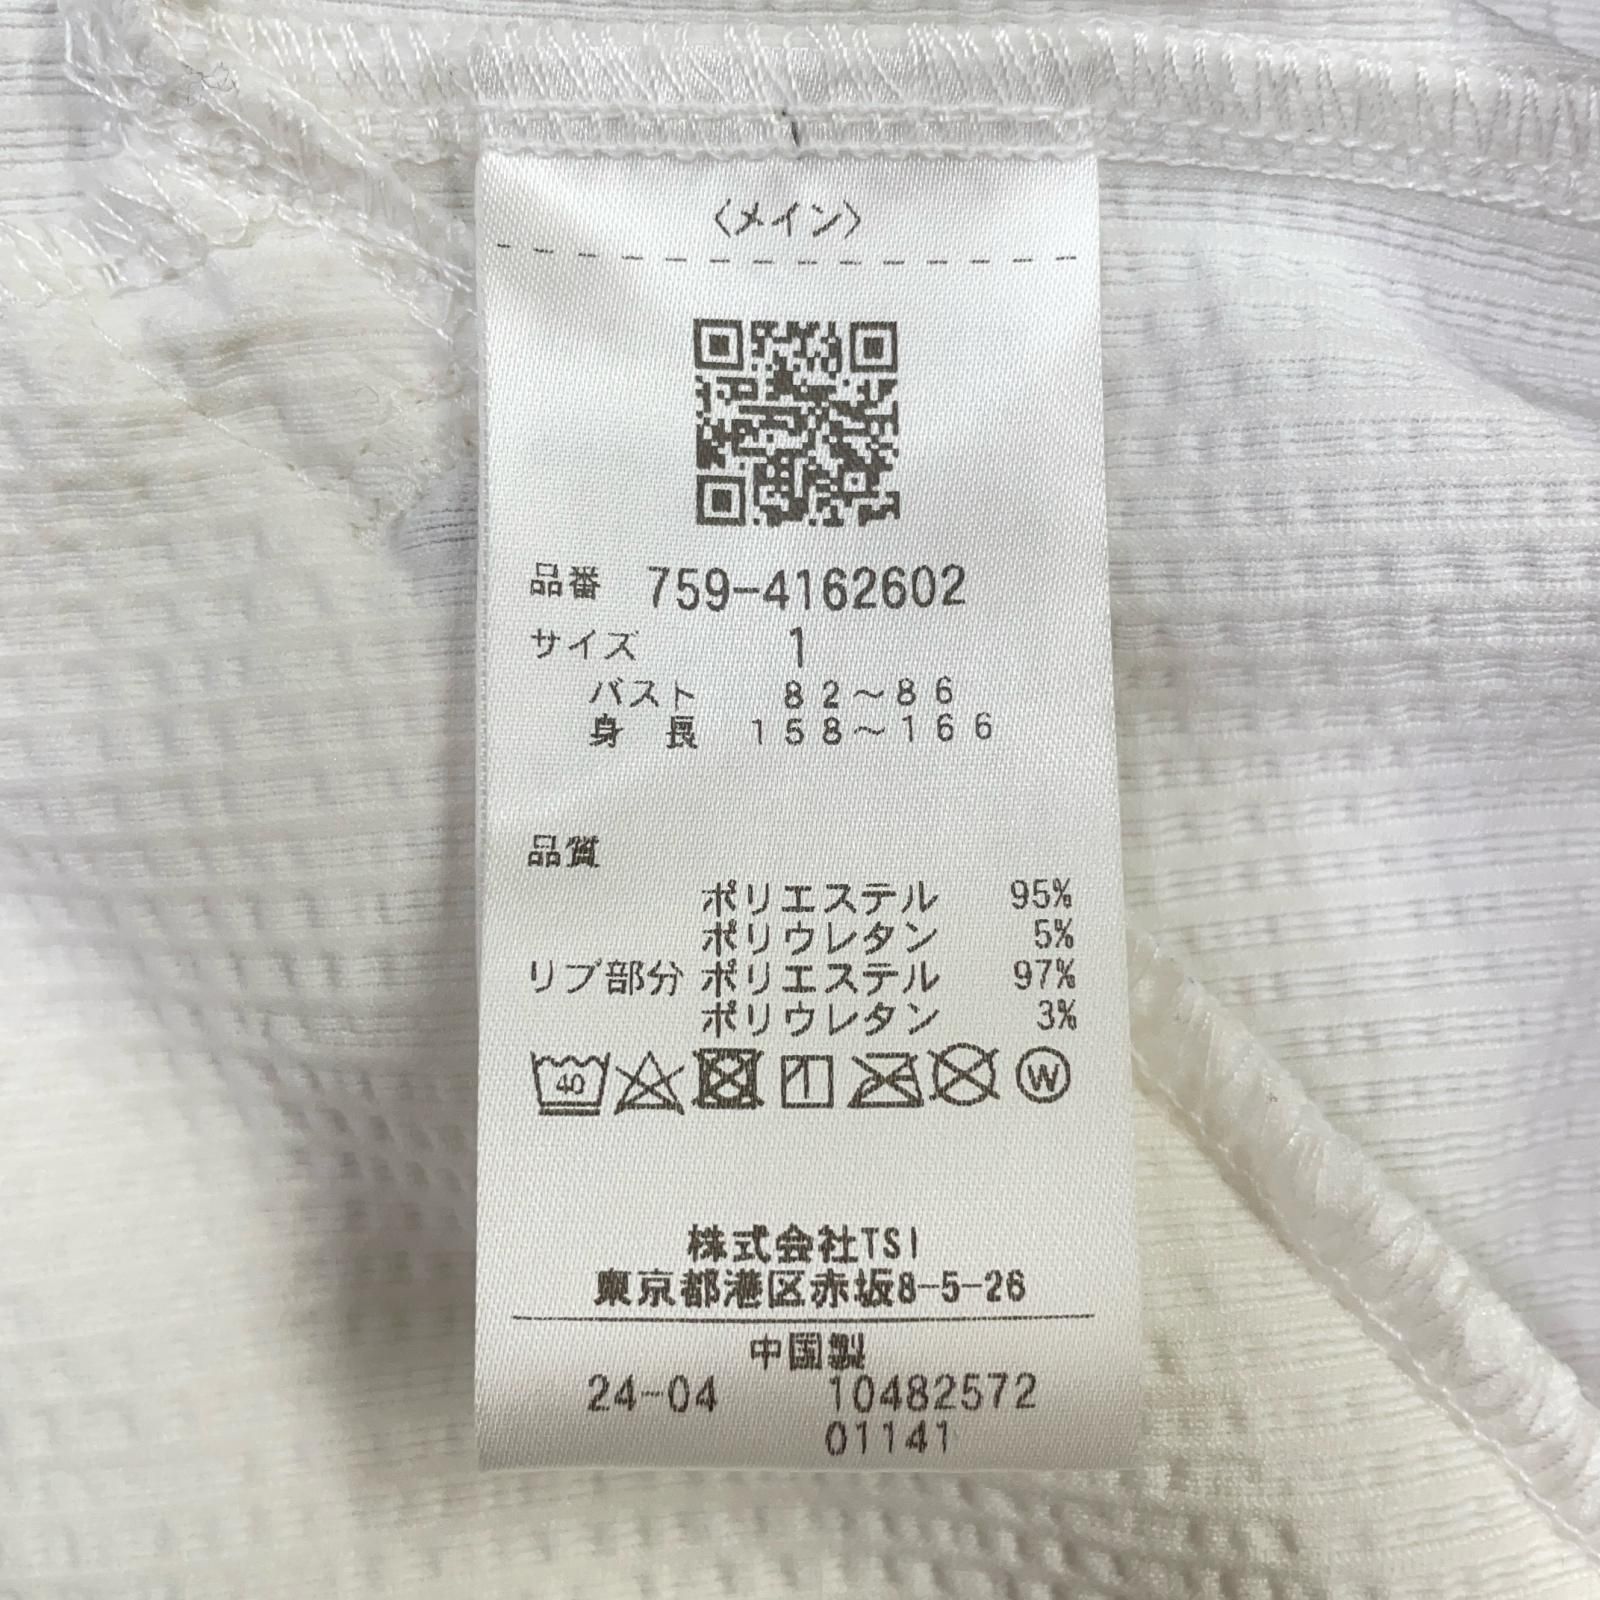 〈メイン〉
品番 759-4162602
サイズ 1
バスト 82～86
身長 158～166
品質
ポリエステル 95%
ポリウレタン 5%
リブ部分 ポリエステル 97%
ポリウレタン 3%
40 W
株式会社TSI
東京都港区赤坂8-5-26
中国製
24-04 10482572
01141